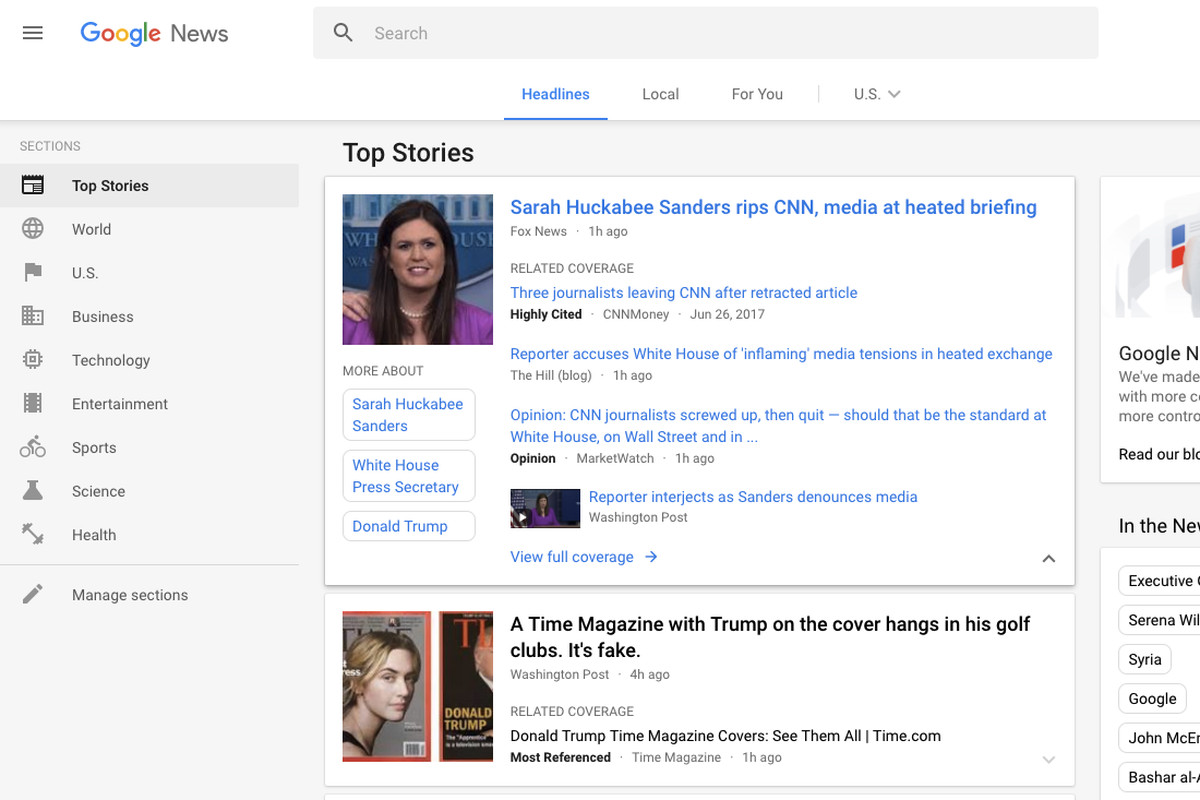 Google News
Search
Headlines
Local
For You
U.S.
SECTIONS
Top Stories
World
U.S.
Business
Technology
Entertainment
Sports
Science
Health
Manage sections
Top Stories
Sarah Huckabee Sanders rips CNN, media at heated briefing
Fox News · 1h ago
RELATED COVERAGE
Three journalists leaving CNN after retracted article
Highly Cited · CNNMoney · Jun 26, 2017
Reporter accuses White House of 'inflaming' media tensions in heated exchange
The Hill (blog) · 1h ago
Opinion: CNN journalists screwed up, then quit — should that be the standard at
White House, on Wall Street and in ...
Opinion · MarketWatch · 1h ago
Reporter interjects as Sanders denounces media
Washington Post
View full coverage
MORE ABOUT
Sarah Huckabee
Sanders
White House
Press Secretary
Donald Trump
A Time Magazine with Trump on the cover hangs in his golf
clubs. It's fake.
Washington Post · 4h ago
RELATED COVERAGE
Donald Trump Time Magazine Covers: See Them All | Time.com
Most Referenced · Time Magazine · 1h ago
DONALD
TRUMP
The "Apprentice"
is a television
Google N
We've made
with more c
more contro
Read our blo
In the Ne
Executive
Serena Wil
Syria
Google
John McE
Bashar al-A